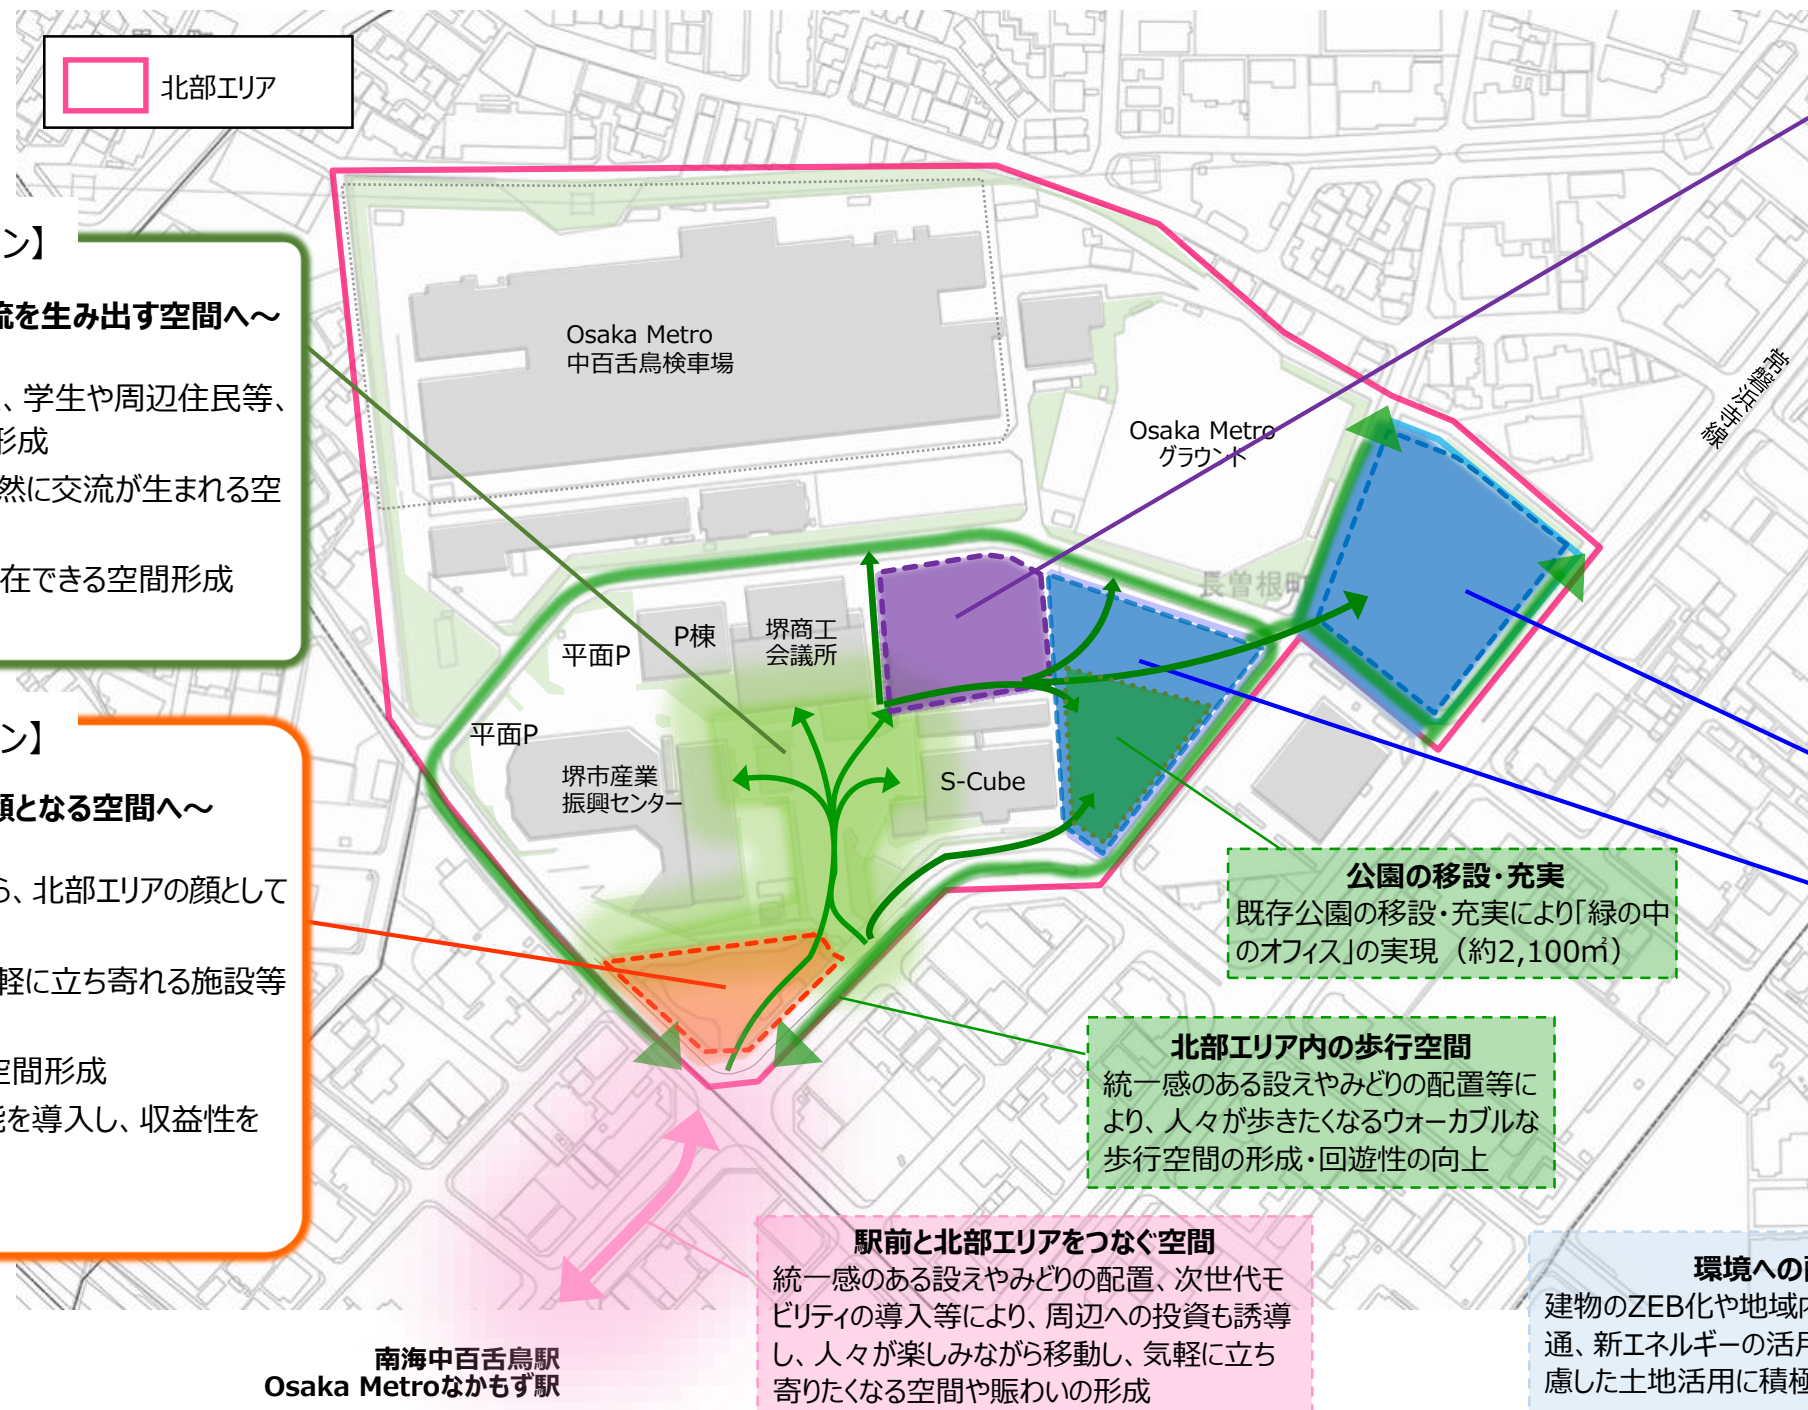 北部エリア
ン】
流を生み出す空間へ～
、学生や周辺住民等、
形成
然に交流が生まれる空
在できる空間形成
ン】
顔となる空間へ～
ら、北部エリアの顔として
軽に立ち寄れる施設等
空間形成
能を導入し、収益性を
Osaka Metro
中百舌鳥検車場
Osaka Metro
グラウンド
常磐浜寺線
長曽根町
P棟
堺商工
会議所
平面P
平面P
堺市産業
振興センター
S-Cube
公園の移設・充実
既存公園の移設・充実により「緑の中
のオフィス」の実現（約2,100㎡）
北部エリア内の歩行空間
統一感のある設えやみどりの配置等に
より、人々が歩きたくなるウォーカブルな
歩行空間の形成・回遊性の向上
駅前と北部エリアをつなぐ空間
統一感のある設えやみどりの配置、次世代モ
ビリティの導入等により、周辺への投資も誘導
し、人々が楽しみながら移動し、気軽に立ち
寄りたくなる空間や賑わいの形成
環境への
建物のZEB化や地域内
通、新エネルギーの活用
慮した土地活用に積極
南海中百舌鳥駅
Osaka Metroなかもず駅